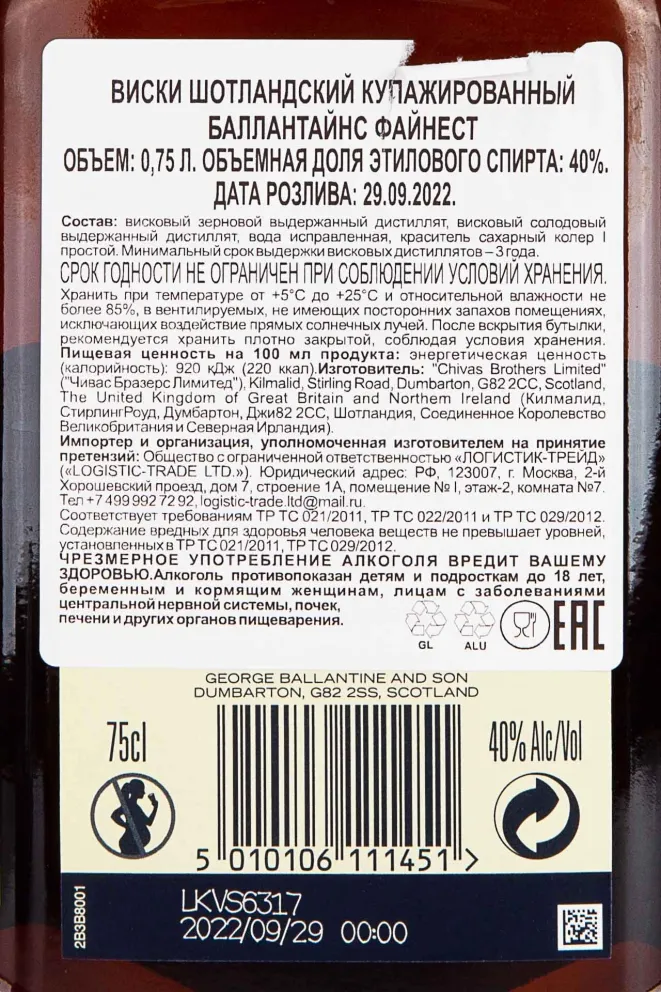 ВИСКИ ШОТЛАНДСКИЙ КУПАЖИРОВАННЫЙ
БАЛЛАНТАЙНС ФАЙНЕСТ
ОБЪЕМ: 0,75 Л. ОБЪЕМНАЯ ДОЛЯ ЭТИЛОВОГО СПИРТА: 40%.
ДАТА РОЗЛИВА: 29.09.2022.
Состав: висковый зерновой выдержанный дистиллят, висковый солодовый
выдержанный дистиллят, вода исправленная, краситель сахарный колер I
простой. Минимальный срок выдержки висковых дистиллятов – 3 года.
СРОК ГОДНОСТИ НЕ ОГРАНИЧЕН ПРИ СОБЛЮДЕНИИ УСЛОВИЙ ХРАНЕНИЯ.
Хранить при температуре от +5°С до +25°С и относительной влажности не
более 85%, в вентилируемых, не имеющих посторонних запахов помещениях,
исключающих воздействие прямых солнечных лучей. После вскрытия бутылки,
рекомендуется хранить плотно закрытой, соблюдая условия хранения.
Пищевая ценность на 100 мл продукта: энергетическая ценность
(калорийность): 920 кДж (220 ккал).Изготовитель: "Chivas Brothers Limited"
("Чивас Бразерс Лимитед"), Kilmalid, Stirling Road, Dumbarton, G82 2CC, Scotland,
The United Kingdom of Great Britain and Northern Ireland (Килмалид,
СтирлингРоуд, Думбартон, Джи82 2СС, Шотландия, Соединенное Королевство
Великобритания и Северная Ирландия).
Импортер и организация, уполномоченная изготовителем на принятие
претензий: Общество с ограниченной ответственностью «ЛОГИСТИК-ТРЕЙД»
(«LOGISTIC-TRADE LTD.»). Юридический адрес: РФ, 123007, г. Москва, 2-й
Хорошевский проезд, дом 7, строение 1А, помещение № I, этаж-2, комната №7.
Тел +7 499 992 72 92, logistic-trade.ltd@mail.ru.
Соответствует требованиям ТР ТС 021/2011, ТР ТС 022/2011 и ТР ТС 029/2012.
Содержание вредных для здоровья человека веществ не превышает уровней,
установленных в ТР ТС 021/2011, ТР ТС 029/2012.
ЧРЕЗМЕРНОЕ УПОТРЕБЛЕНИЕ АЛКОГОЛЯ ВРЕДИТ ВАШЕМУ
ЗДОРОВЬЮ.Алкоголь противопоказан детям и подросткам до 18 лет,
беременным и кормящим женщинам, лицам с заболеваниями
центральной нервной системы, почек,
печени и других органов пищеварения.
GL ALU EAC
GEORGE BALLANTINE AND SON
DUMBARTON, G82 2SS, SCOTLAND
75cl 40% Alc/Vol
5 010106 111451 >
2B3B8001
LKVS6317
2022/09/29 00:00